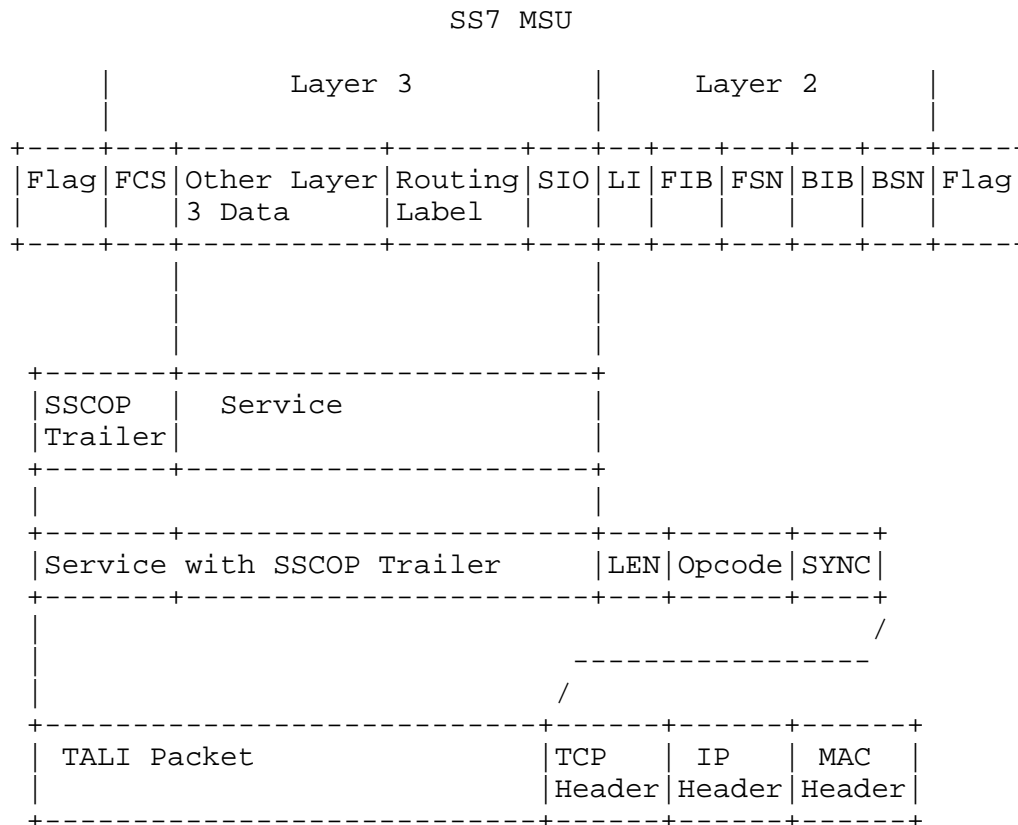 SS7 MSU
Layer 3 Layer 2
Flag FCS Other Layer Routing SIO LI FIB FSN BIB BSN Flag
3 Data Label
SSCOP Service
Trailer
Service with SSCOP Trailer LEN Opcode SYNC
TALI Packet TCP IP MAC
Header Header Header